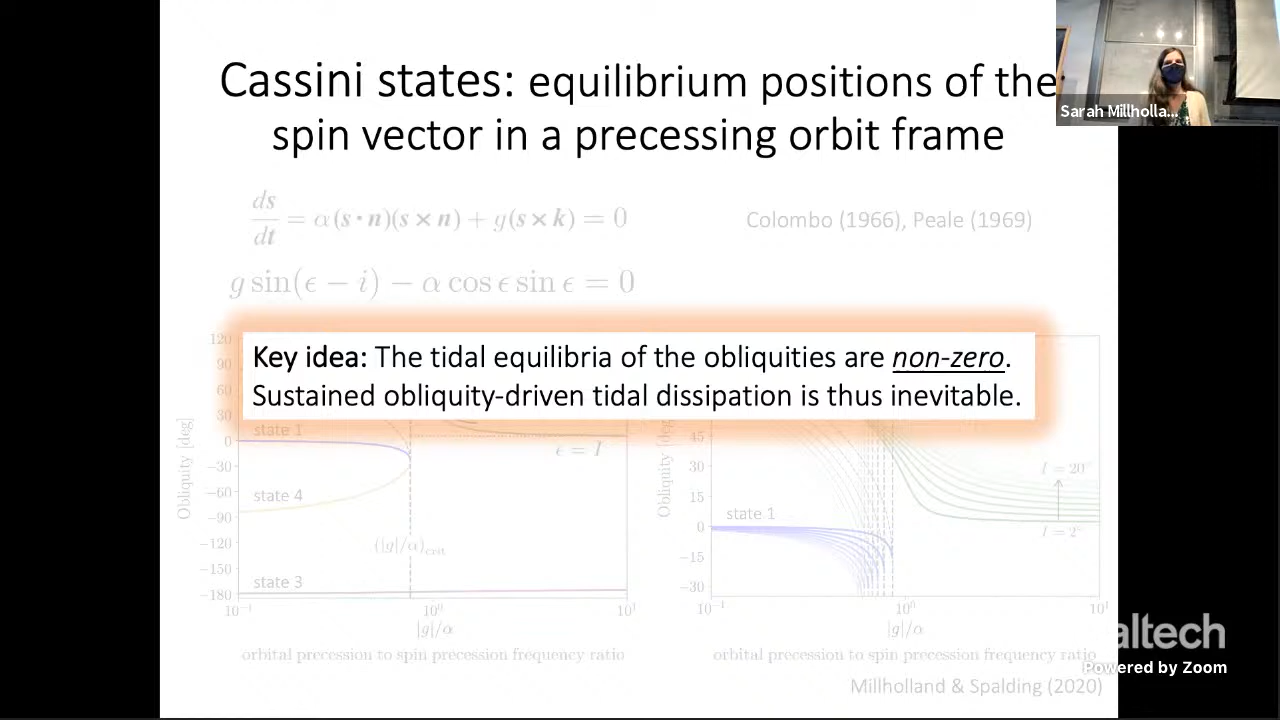 Cassini states: equilibrium positions of the
spin vector in a precessing orbit frame
Sarah Millholla...
ds/dt = α(s · n)(s × n) + g(s × k) = 0
Colombo (1966), Peale (1969)
g sin(ϵ − i) − α cos ϵ sin ϵ = 0
Key idea: The tidal equilibria of the obliquities are non-zero.
Sustained obliquity-driven tidal dissipation is thus inevitable.
120
90
60
30
0
−30
−60
−90
−120
−150
−180
Obliquity [deg]
state 1
ϵ = I
state 4
(|g|/α)crit
state 3
10⁻¹ 10⁰ 10¹
|g|/α
orbital precession to spin precession frequency ratio
45
30
15
0
−15
−30
Obliquity [deg]
state 1
I = 20°
I = 2°
10⁻¹ 10⁰ 10¹
|g|/α
orbital precession to spin precession frequency ratio
Millholland & Spalding (2020)
altech
Powered by Zoom